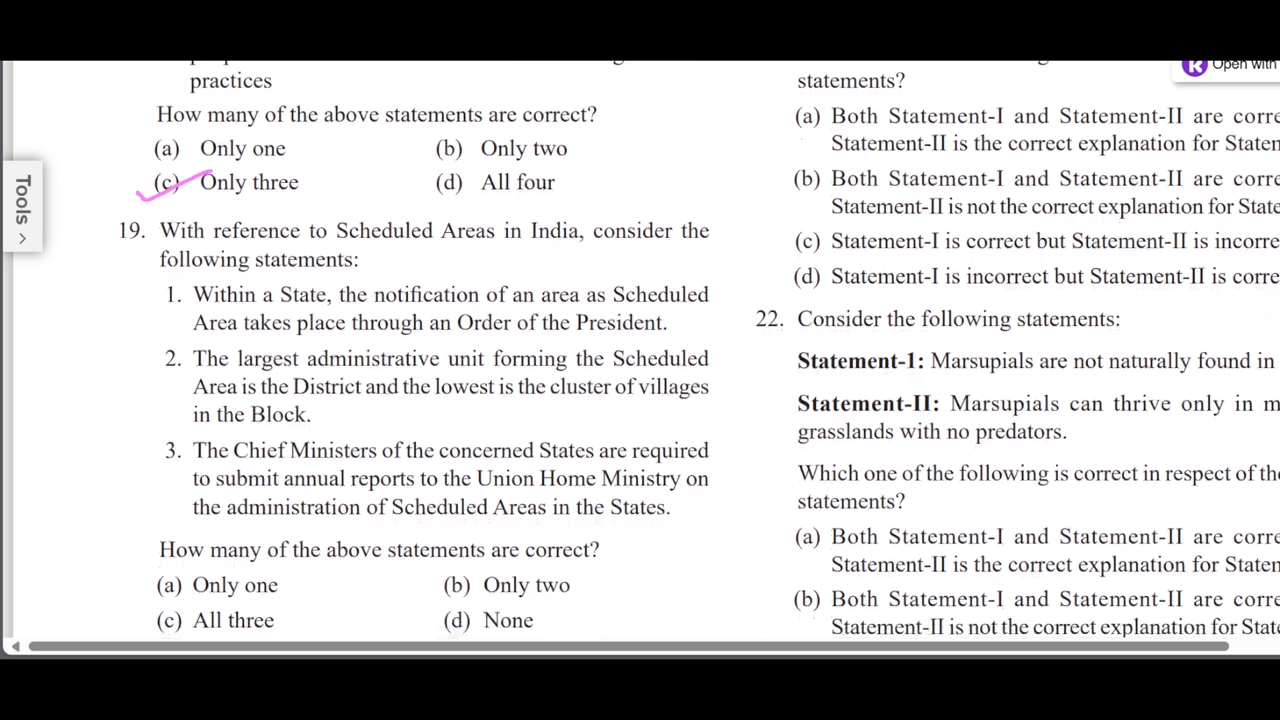 practices
How many of the above statements are correct?
(a) Only one (b) Only two
(c) Only three (d) All four
19. With reference to Scheduled Areas in India, consider the
following statements:
1. Within a State, the notification of an area as Scheduled
Area takes place through an Order of the President.
2. The largest administrative unit forming the Scheduled
Area is the District and the lowest is the cluster of villages
in the Block.
3. The Chief Ministers of the concerned States are required
to submit annual reports to the Union Home Ministry on
the administration of Scheduled Areas in the States.
How many of the above statements are correct?
(a) Only one (b) Only two
(c) All three (d) None
statements?
(a) Both Statement-I and Statement-II are corre
Statement-II is the correct explanation for Staten
(b) Both Statement-I and Statement-II are corre
Statement-II is not the correct explanation for State
(c) Statement-I is correct but Statement-II is incorre
(d) Statement-I is incorrect but Statement-II is corre
22. Consider the following statements:
Statement-1: Marsupials are not naturally found in
Statement-II: Marsupials can thrive only in m
grasslands with no predators.
Which one of the following is correct in respect of the
statements?
(a) Both Statement-I and Statement-II are corre
Statement-II is the correct explanation for Staten
(b) Both Statement-I and Statement-II are corre
Statement-II is not the correct explanation for State
Tools >
K Open with